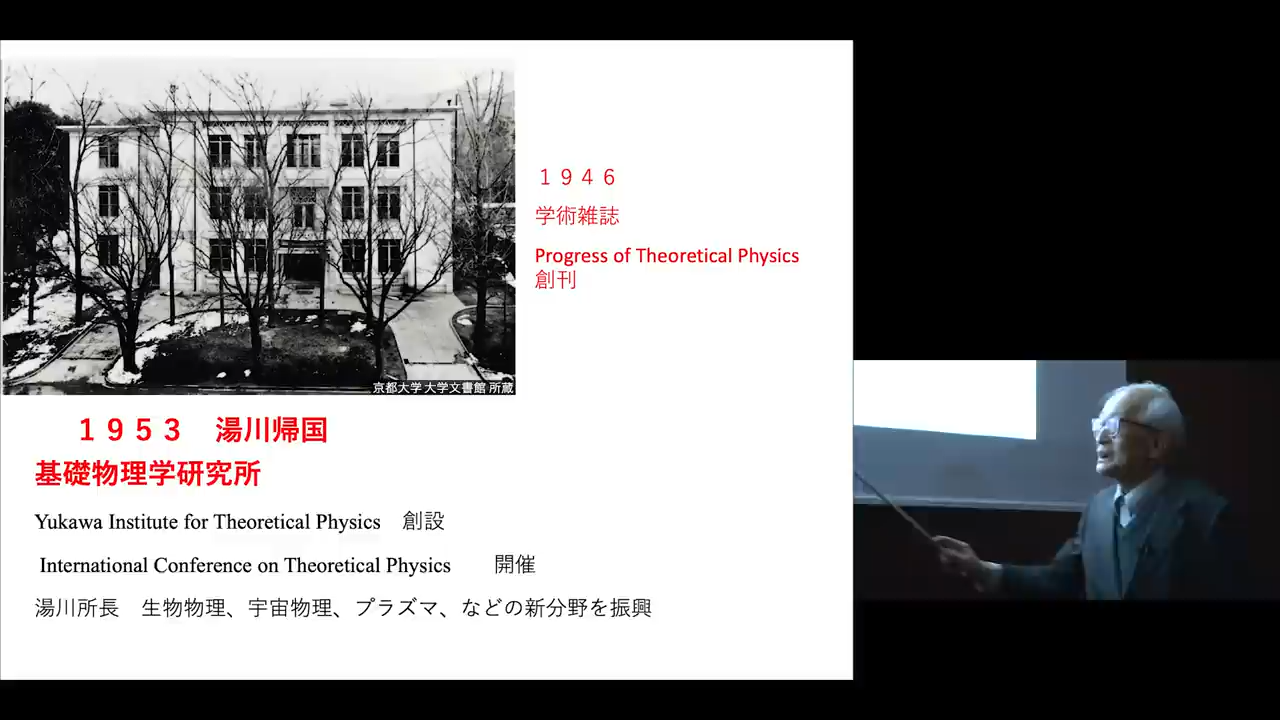 京都大学 大学文書館 所蔵
１９４６
学術雑誌
Progress of Theoretical Physics
創刊
１９５３　湯川帰国
基礎物理学研究所
Yukawa Institute for Theoretical Physics　創設
International Conference on Theoretical Physics　　開催
湯川所長　生物物理、宇宙物理、プラズマ、などの新分野を振興